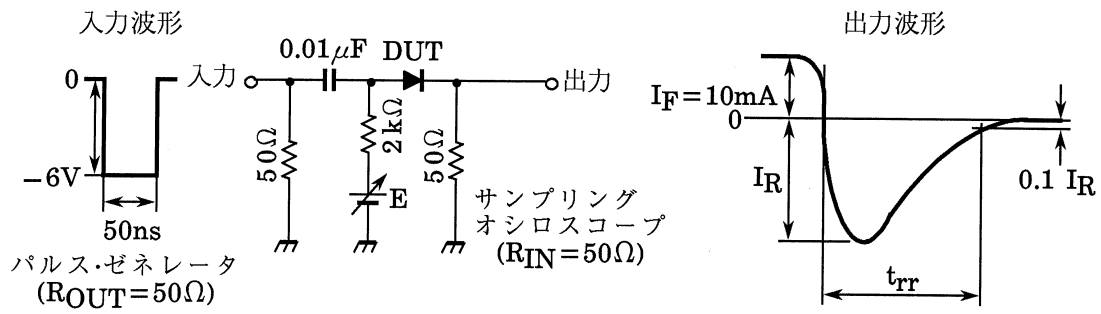 入力波形
0
−6V
50ns
パルス・ゼネレータ
(ROUT=50Ω)
入力
0.01μF
DUT
出力
50Ω
2kΩ
E
50Ω
サンプリング
オシロスコープ
(RIN=50Ω)
出力波形
IF=10mA
0
IR
0.1 IR
trr